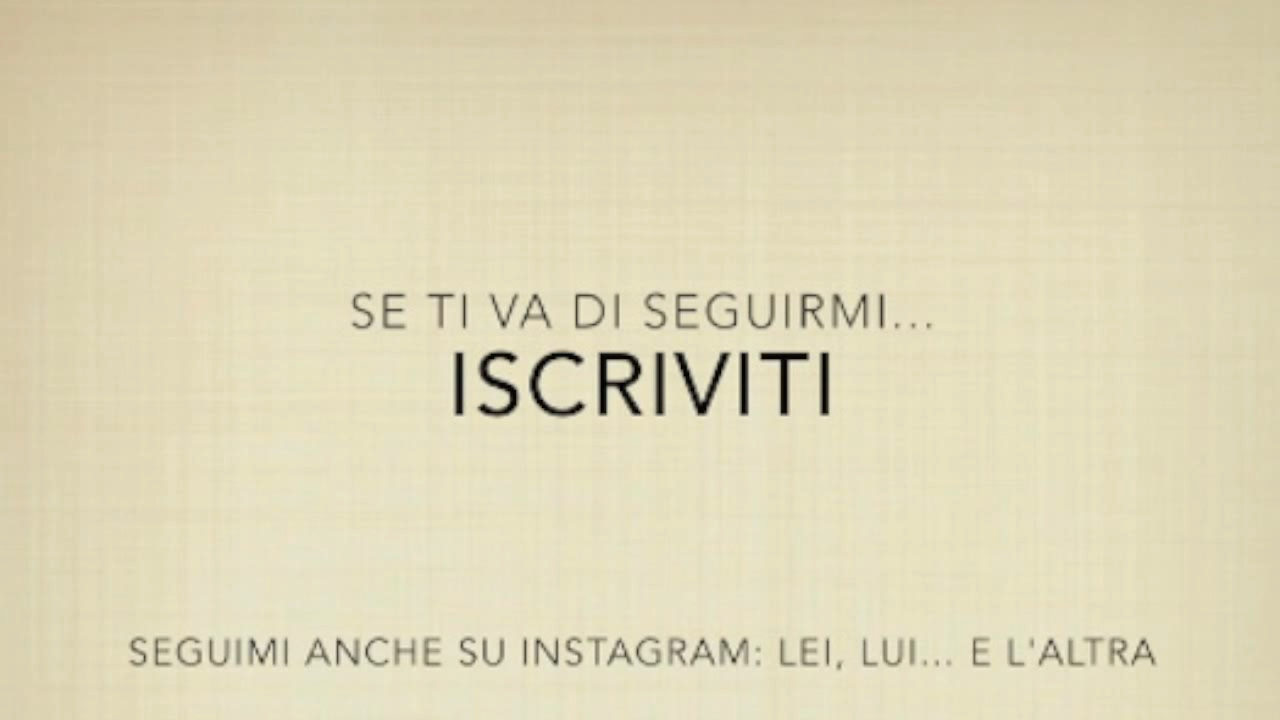 SE TI VA DI SEGUIRMI...
ISCRIVITI
SEGUIMI ANCHE SU INSTAGRAM: LEI, LUI... E L'ALTRA